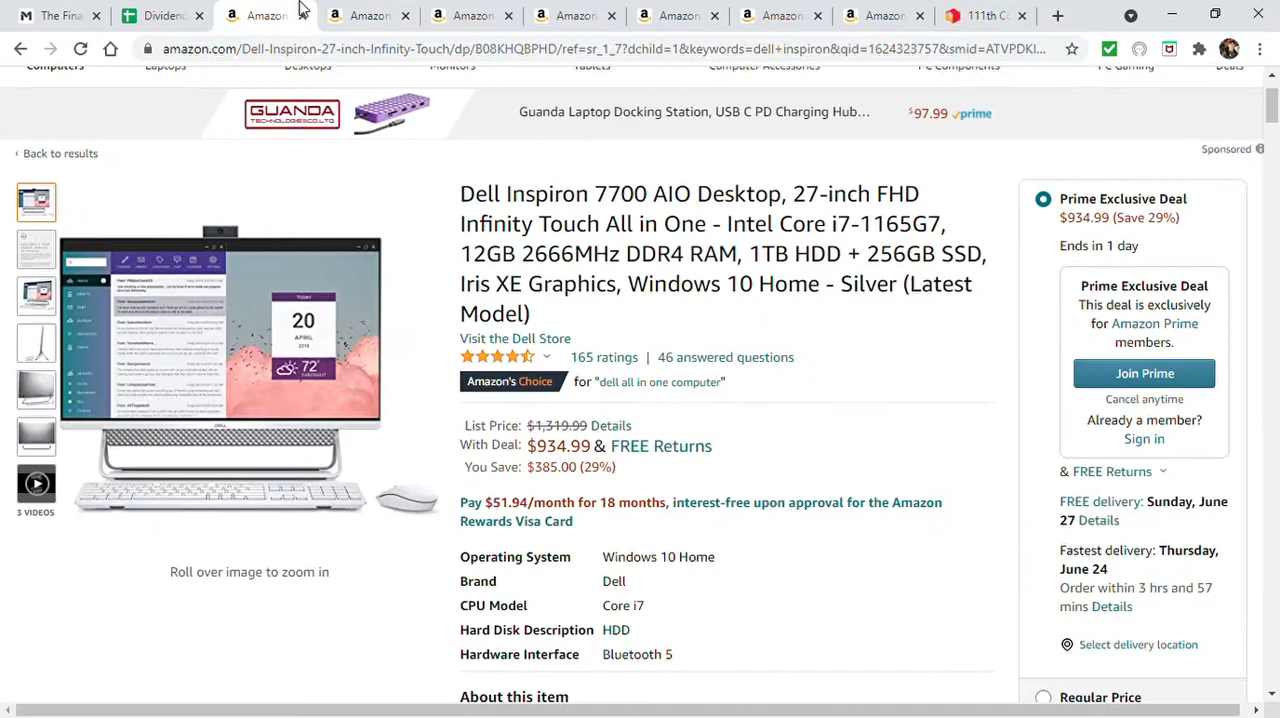 The Fina
Dividend
Amazon
Amazon
Amazon
Amazon
Amazon
Amazon
Amazon
111th C
amazon.com/Dell-Inspiron-27-inch-Infinity-Touch/dp/B08KHQBPHD/ref=sr_1_7?dchild=1&keywords=dell+inspiron&qid=1624323757&smid=ATVPDKI...
Computers Laptops Desktops Monitors Tablets Computer Accessories PC Components PC Gaming Deals
GUANDA
TECHNOLOGIES CO.,LTD.
Guanda Laptop Docking Station, USB C PD Charging Hub...
$97.99 prime
‹ Back to results
Sponsored
Dell Inspiron 7700 AIO Desktop, 27-inch FHD
Infinity Touch All in One - Intel Core i7-1165G7,
12GB 2666MHz DDR4 RAM, 1TB HDD + 256GB SSD,
Iris XE Graphics, Windows 10 Home - Silver (Latest
Model)
Visit the Dell Store
165 ratings | 46 answered questions
Amazon's Choice for "dell all in one computer"
List Price: $1,319.99 Details
With Deal: $934.99 & FREE Returns
You Save: $385.00 (29%)
Pay $51.94/month for 18 months, interest-free upon approval for the Amazon
Rewards Visa Card
Operating System Windows 10 Home
Brand Dell
CPU Model Core i7
Hard Disk Description HDD
Hardware Interface Bluetooth 5
About this item
TODAY
20
APRIL
2019
72°
FAHRENHEIT
DELL
3 VIDEOS
Roll over image to zoom in
Prime Exclusive Deal
$934.99 (Save 29%)
Ends in 1 day
Prime Exclusive Deal
This deal is exclusively
for Amazon Prime
members.
Join Prime
Cancel anytime
Already a member?
Sign in
& FREE Returns
FREE delivery: Sunday, June
27 Details
Fastest delivery: Thursday,
June 24
Order within 3 hrs and 57
mins Details
Select delivery location
Regular Price